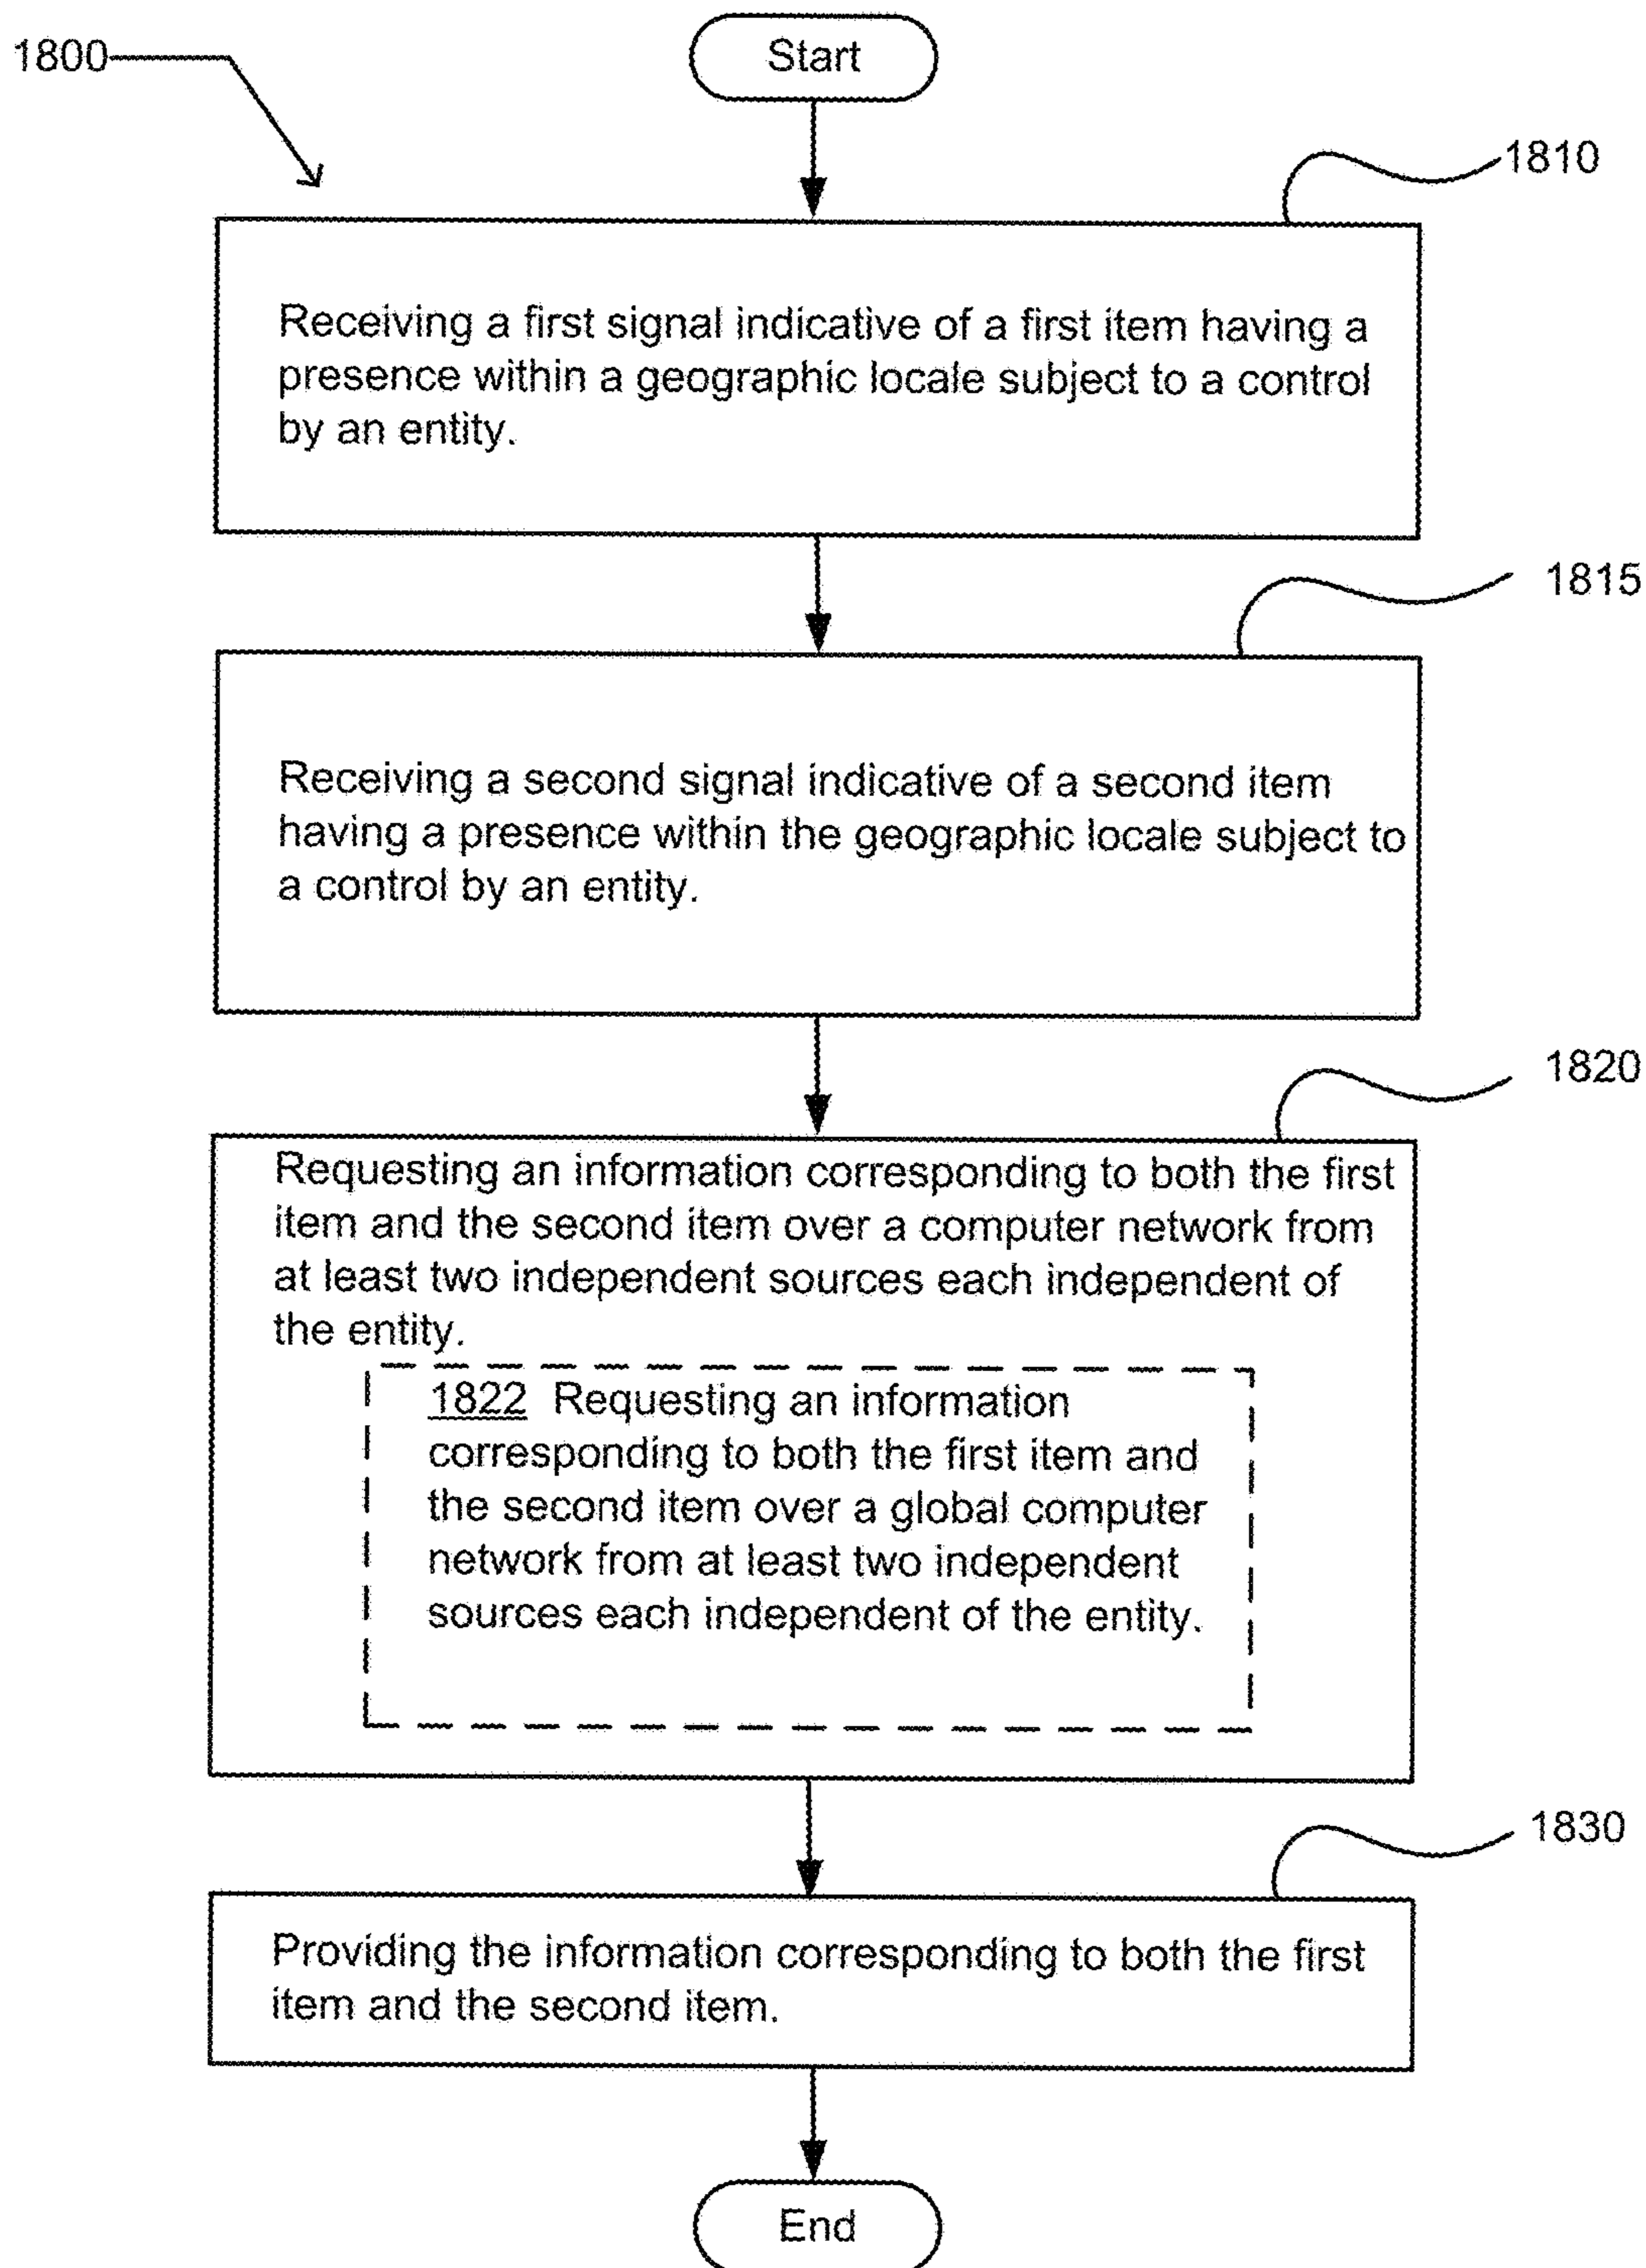 1800
Start
1810
Receiving a first signal indicative of a first item having a
presence within a geographic locale subject to a control
by an entity.
1815
Receiving a second signal indicative of a second item
having a presence within the geographic locale subject to
a control by an entity.
1820
Requesting an information corresponding to both the first
item and the second item over a computer network from
at least two independent sources each independent of
the entity.
1822 Requesting an information
corresponding to both the first item and
the second item over a global computer
network from at least two independent
sources each independent of the entity.
1830
Providing the information corresponding to both the first
item and the second item.
End